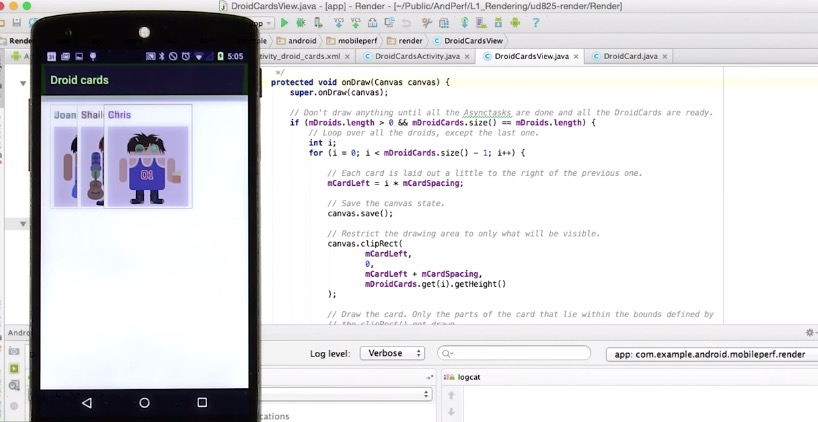 DroidCardsView.java - [app] - Render - [~/Public/AndPerf/L1_Rendering/ud825-render/Render]
android
mobileperf
render
DroidCardsView
tivity_droid_cards.xml
DroidCardsActivity.java
DroidCardsView.java
DroidCard.java
5:05
Droid cards
Joan
Shail
Chris
01
*/
protected void onDraw(Canvas canvas) {
super.onDraw(canvas);
// Don't draw anything until all the Asynctasks are done and all the DroidCards are ready.
if (mDroids.length > 0 && mDroidCards.size() == mDroids.length) {
// Loop over all the droids, except the last one.
int i;
for (i = 0; i < mDroidCards.size() - 1; i++) {
// Each card is laid out a little to the right of the previous one.
mCardLeft = i * mCardSpacing;
// Save the canvas state.
canvas.save();
// Restrict the drawing area to only what will be visible.
canvas.clipRect(
mCardLeft,
0,
mCardLeft + mCardSpacing,
mDroidCards.get(i).getHeight()
);
// Draw the card. Only the parts of the card that lie within the bounds defined by
Andro
Log level:
Verbose
app: com.example.android.mobileperf.render
logcat
cations